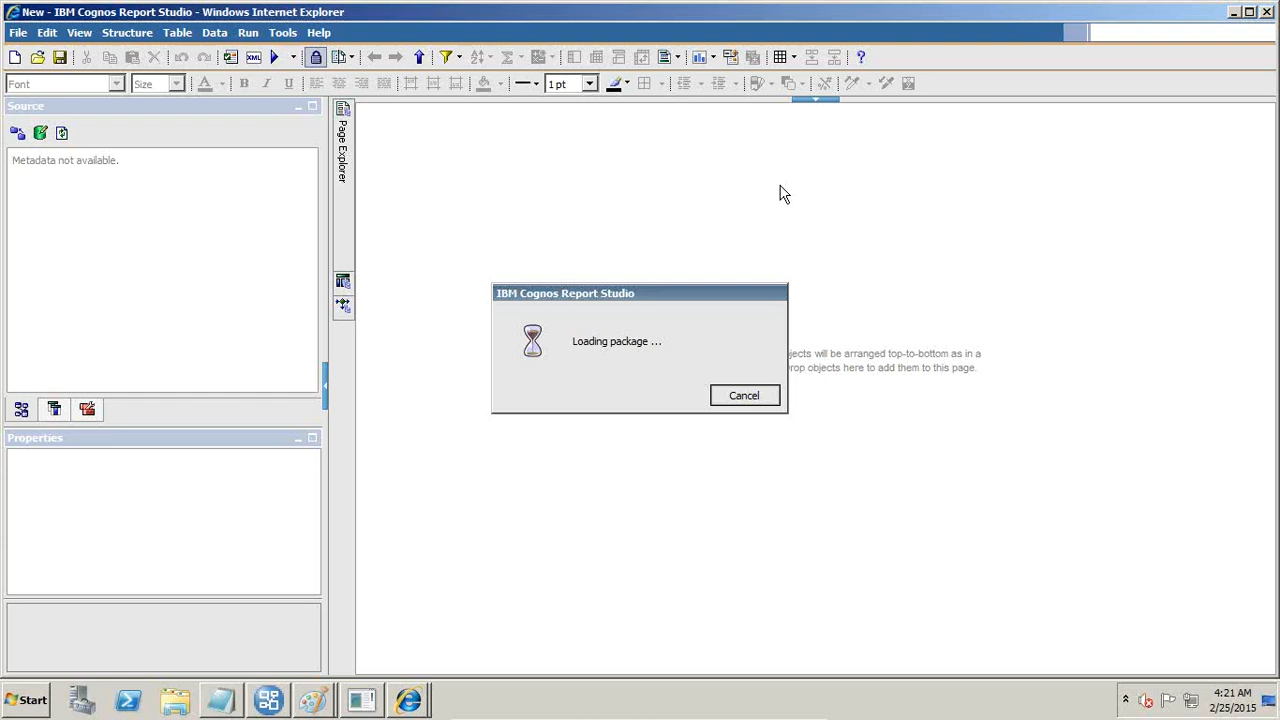 New - IBM Cognos Report Studio - Windows Internet Explorer
File Edit View Structure Table Data Run Tools Help
Font Size 1 pt
Source
Metadata not available.
Page Explorer
IBM Cognos Report Studio
Loading package ...
jects will be arranged top-to-bottom as in a
drop objects here to add them to this page.
Cancel
Properties
Start
4:21 AM
2/25/2015